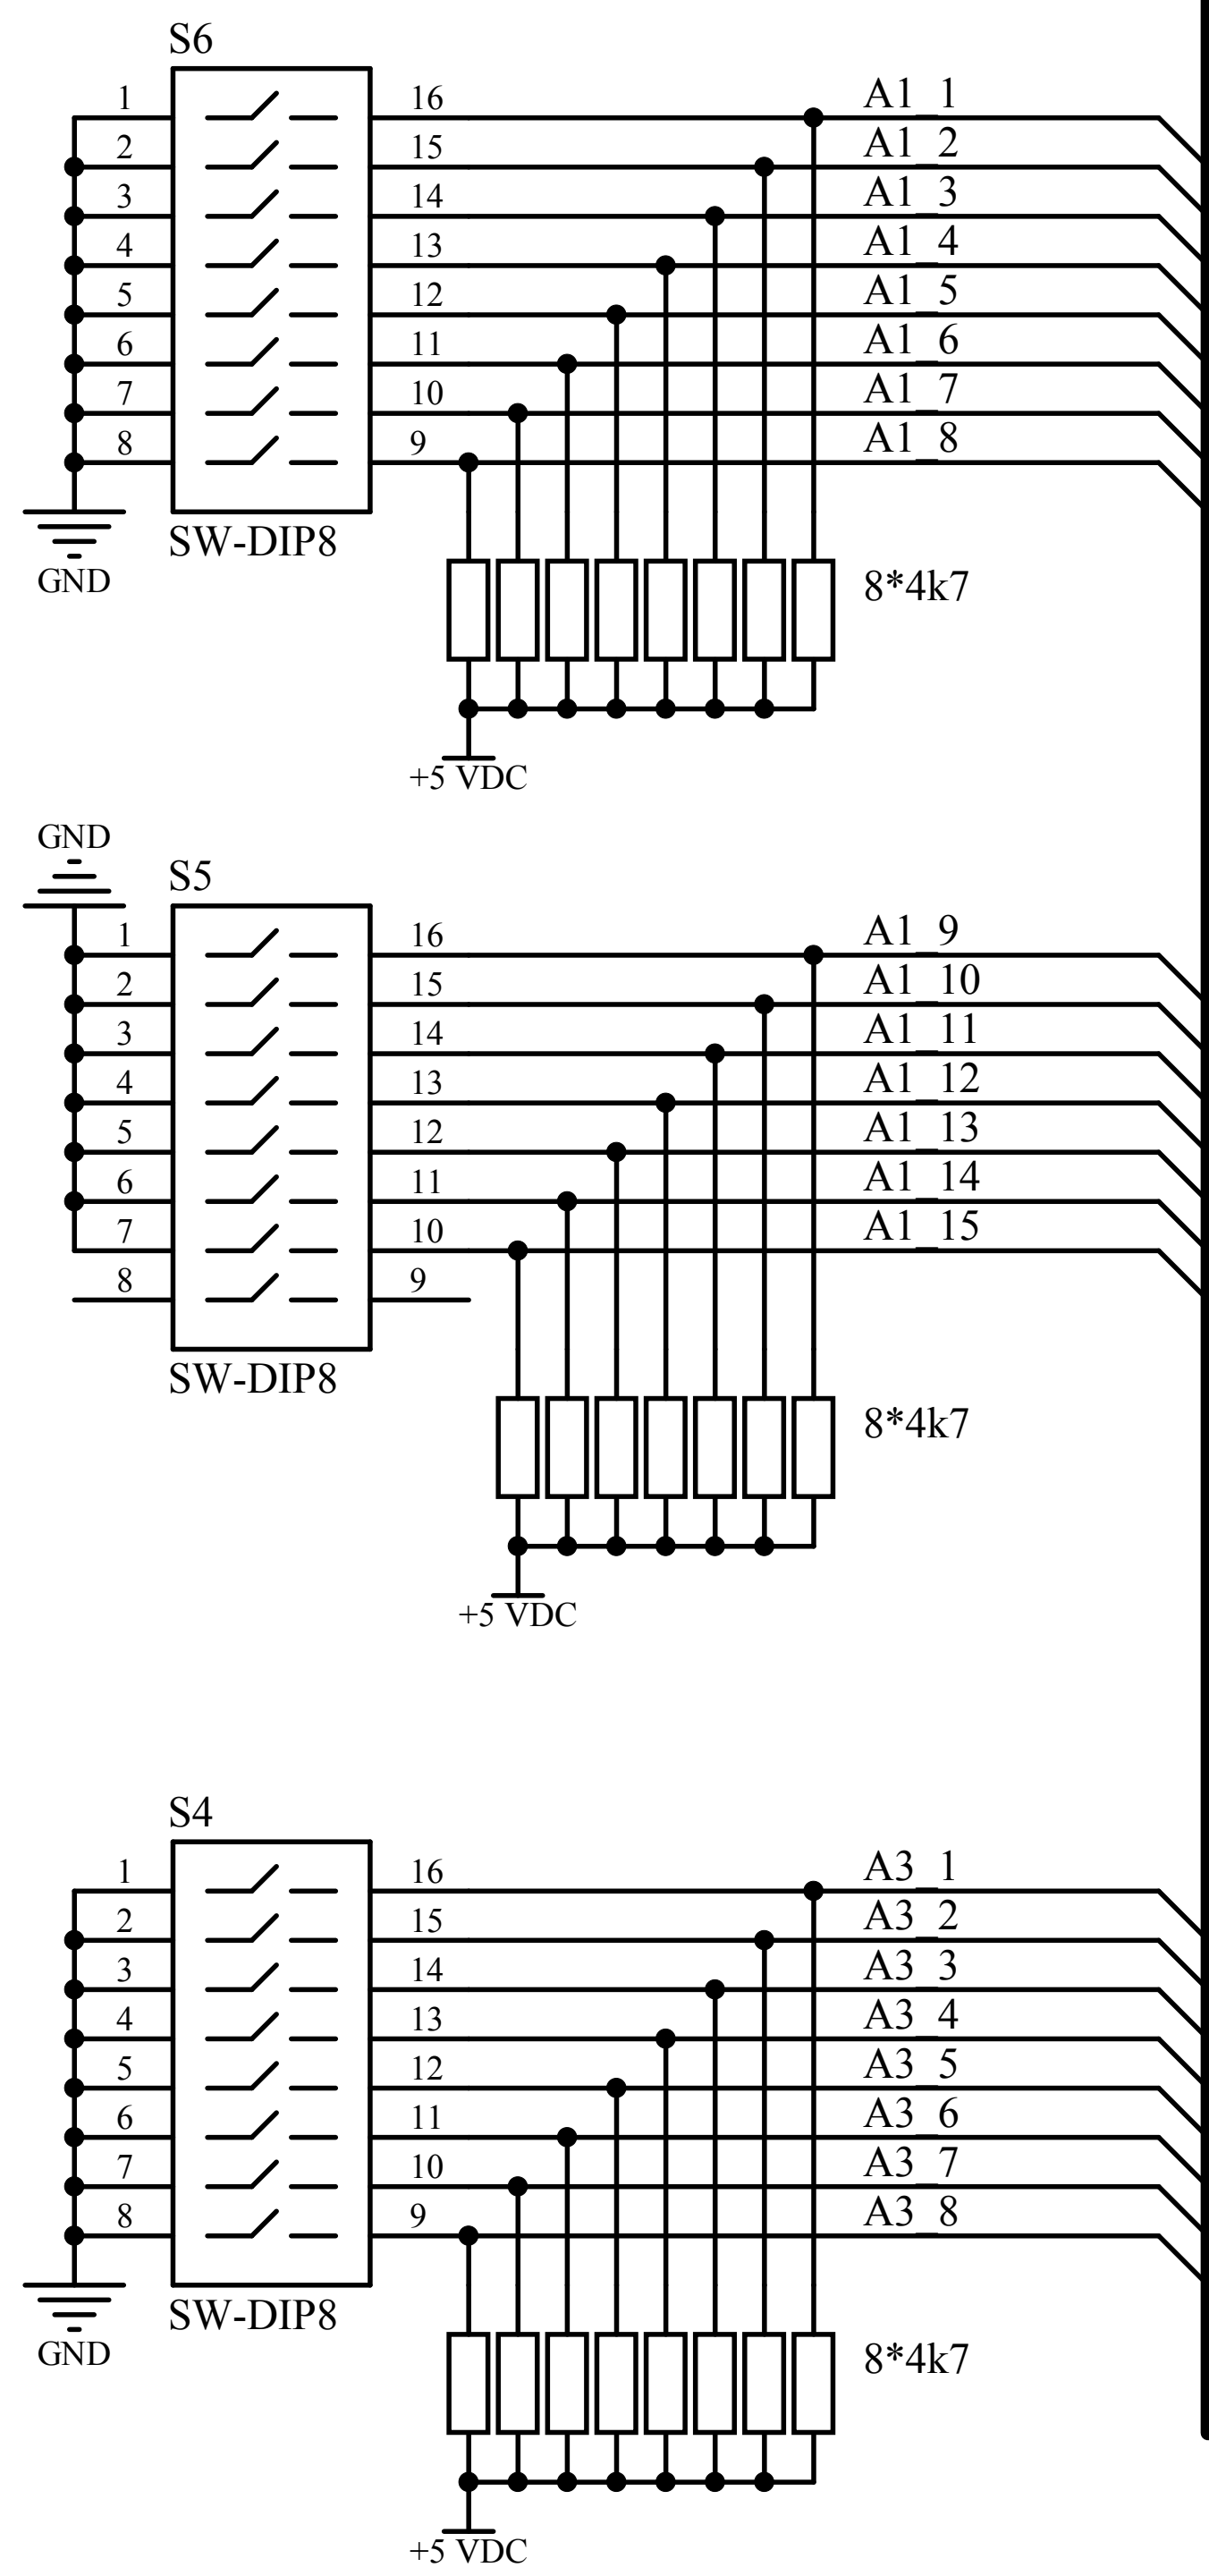 S6
1 16 A1_1
2 15 A1_2
3 14 A1_3
4 13 A1_4
5 12 A1_5
6 11 A1_6
7 10 A1_7
8 9 A1_8
SW-DIP8
GND
8*4k7
+5 VDC
GND
S5
1 16 A1_9
2 15 A1_10
3 14 A1_11
4 13 A1_12
5 12 A1_13
6 11 A1_14
7 10 A1_15
8 9
SW-DIP8
8*4k7
+5 VDC
S4
1 16 A3_1
2 15 A3_2
3 14 A3_3
4 13 A3_4
5 12 A3_5
6 11 A3_6
7 10 A3_7
8 9 A3_8
SW-DIP8
GND
8*4k7
+5 VDC